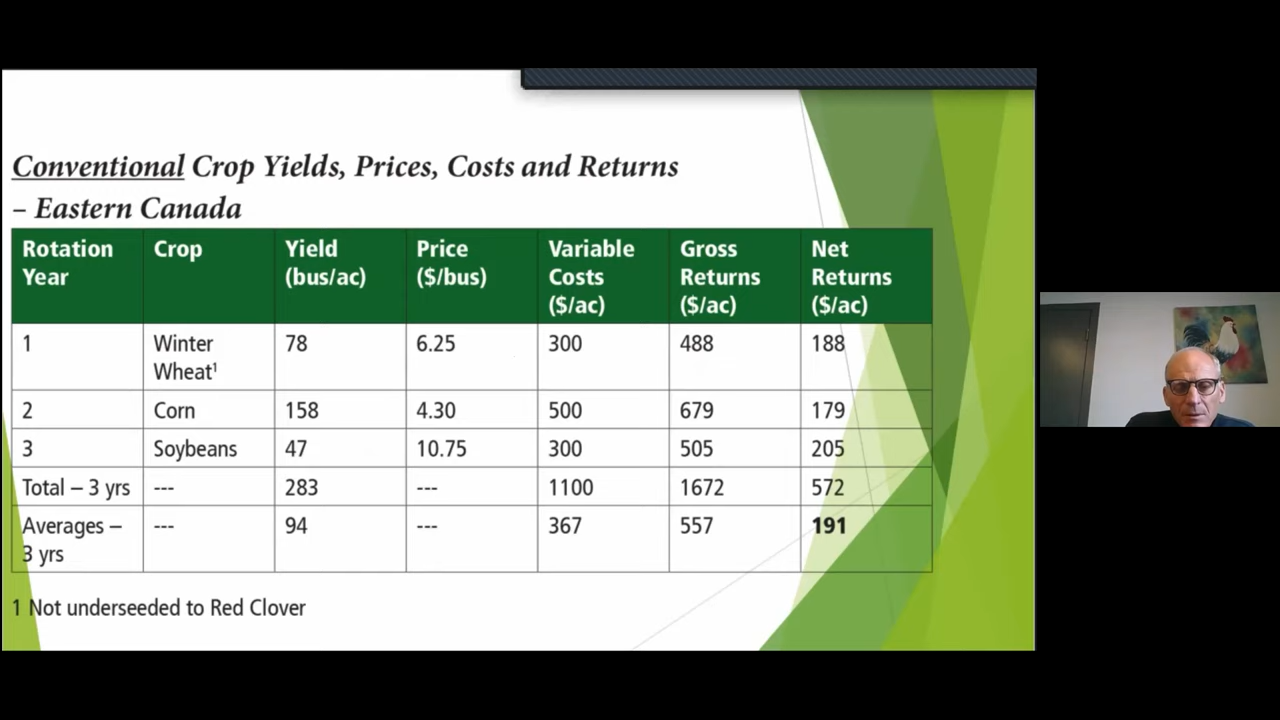 Conventional Crop Yields, Prices, Costs and Returns
– Eastern Canada
Rotation Year Crop Yield (bus/ac) Price ($/bus) Variable Costs ($/ac) Gross Returns ($/ac) Net Returns ($/ac)
1 Winter Wheat¹ 78 6.25 300 488 188
2 Corn 158 4.30 500 679 179
3 Soybeans 47 10.75 300 505 205
Total – 3 yrs --- 283 --- 1100 1672 572
Averages – 3 yrs --- 94 --- 367 557 191
1 Not underseeded to Red Clover